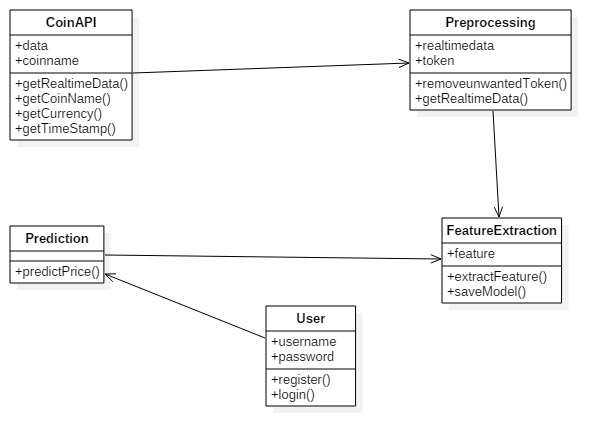 CoinAPI
+data
+coinname
+getRealtimeData()
+getCoinName()
+getCurrency()
+getTimeStamp()
Preprocessing
+realtimedata
+token
+removeunwantedToken()
+getRealtimeData()
Prediction
+predictPrice()
FeatureExtraction
+feature
+extractFeature()
+saveModel()
User
+username
+password
+register()
+login()